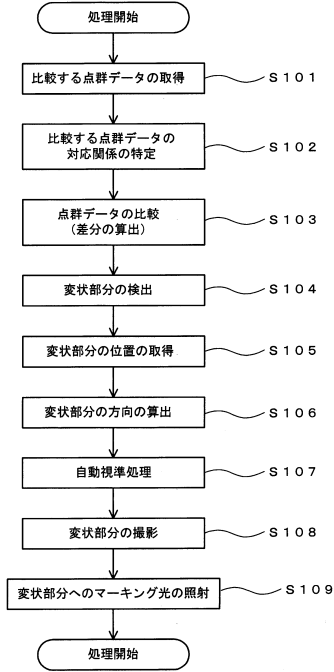 処理開始
比較する点群データの取得
S101
比較する点群データの
対応関係の特定
S102
点群データの比較
(差分の算出)
S103
変状部分の検出
S104
変状部分の位置の取得
S105
変状部分の方向の算出
S106
自動視準処理
S107
変状部分の撮影
S108
変状部分へのマーキング光の照射
S109
処理開始